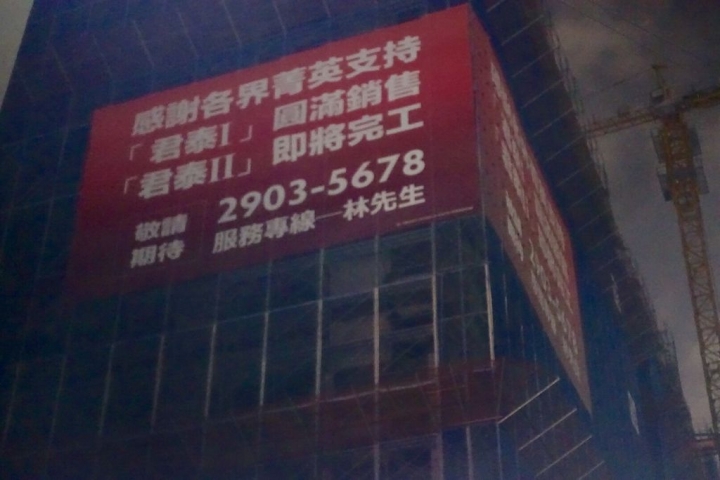 感謝各界菁英支持
「君泰I」圓滿銷售
「君泰II」即將完工
敬請期待 2903-5678
服務專線—林先生